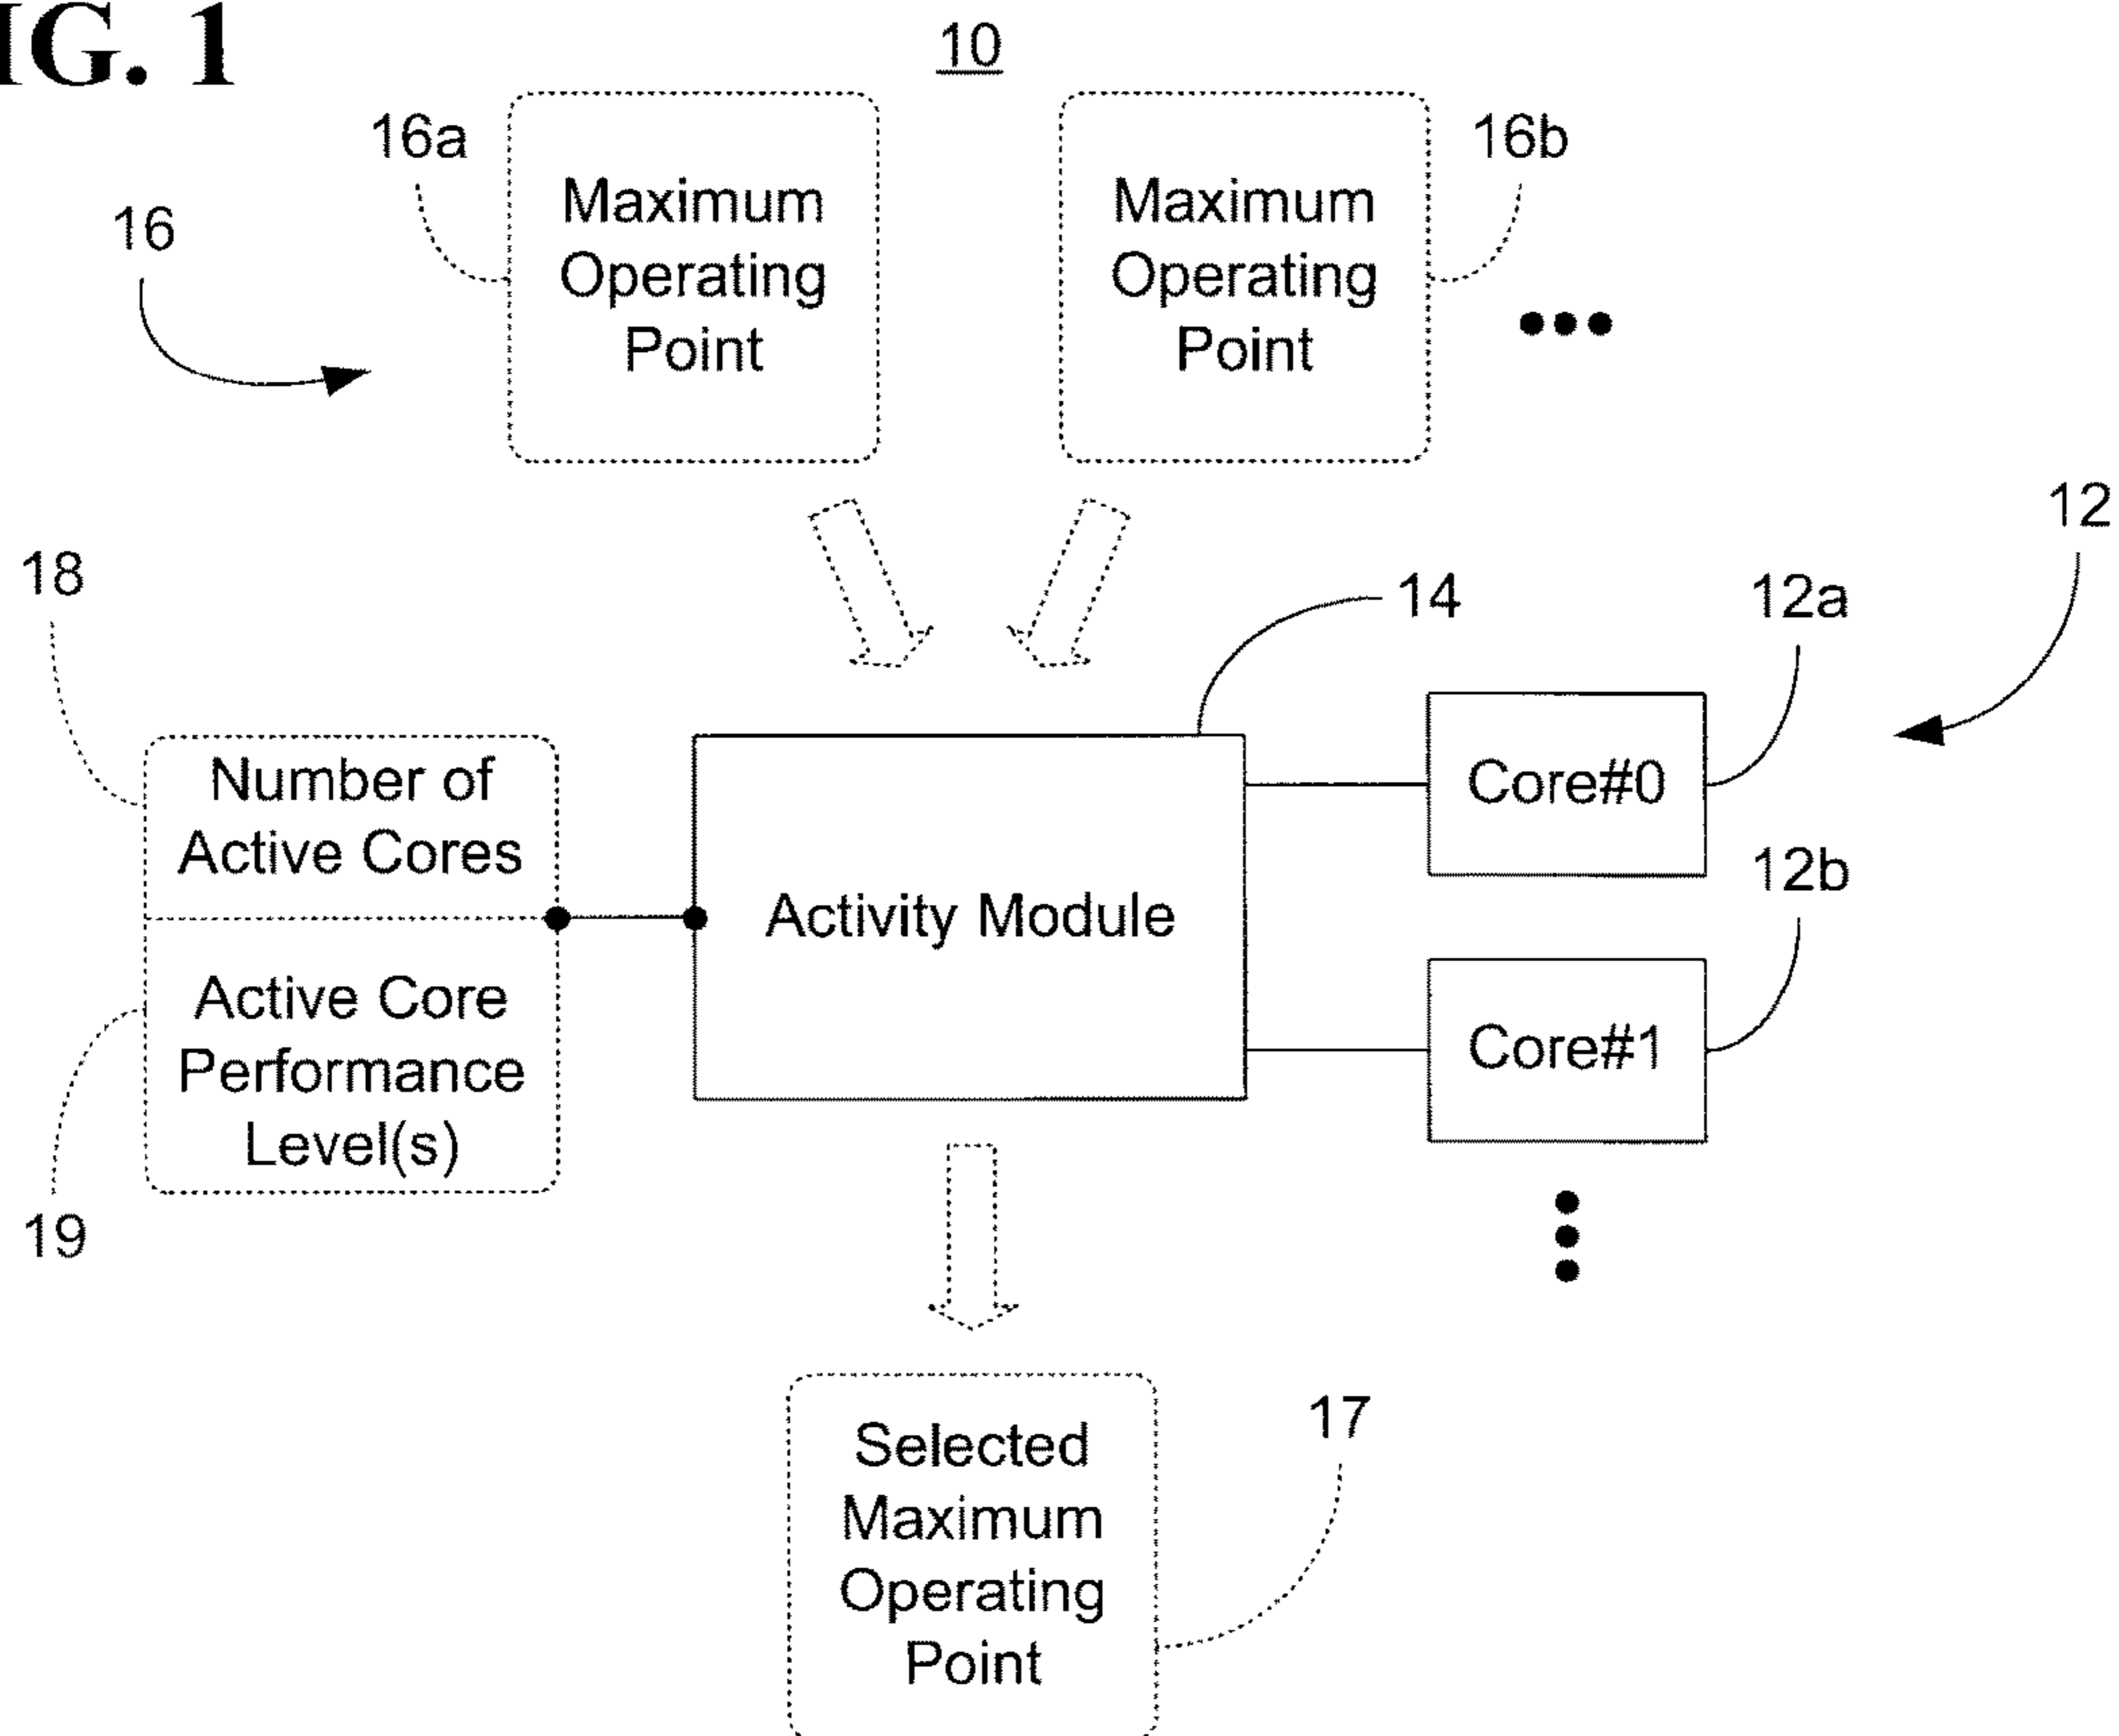 IG. 1
10
16a
16b
16
Maximum
Operating
Point
Maximum
Operating
Point
12
18
14
12a
Number of
Active Cores
Active Core
Performance
Level(s)
Activity Module
Core#0
12b
Core#1
19
Selected
Maximum
Operating
Point
17